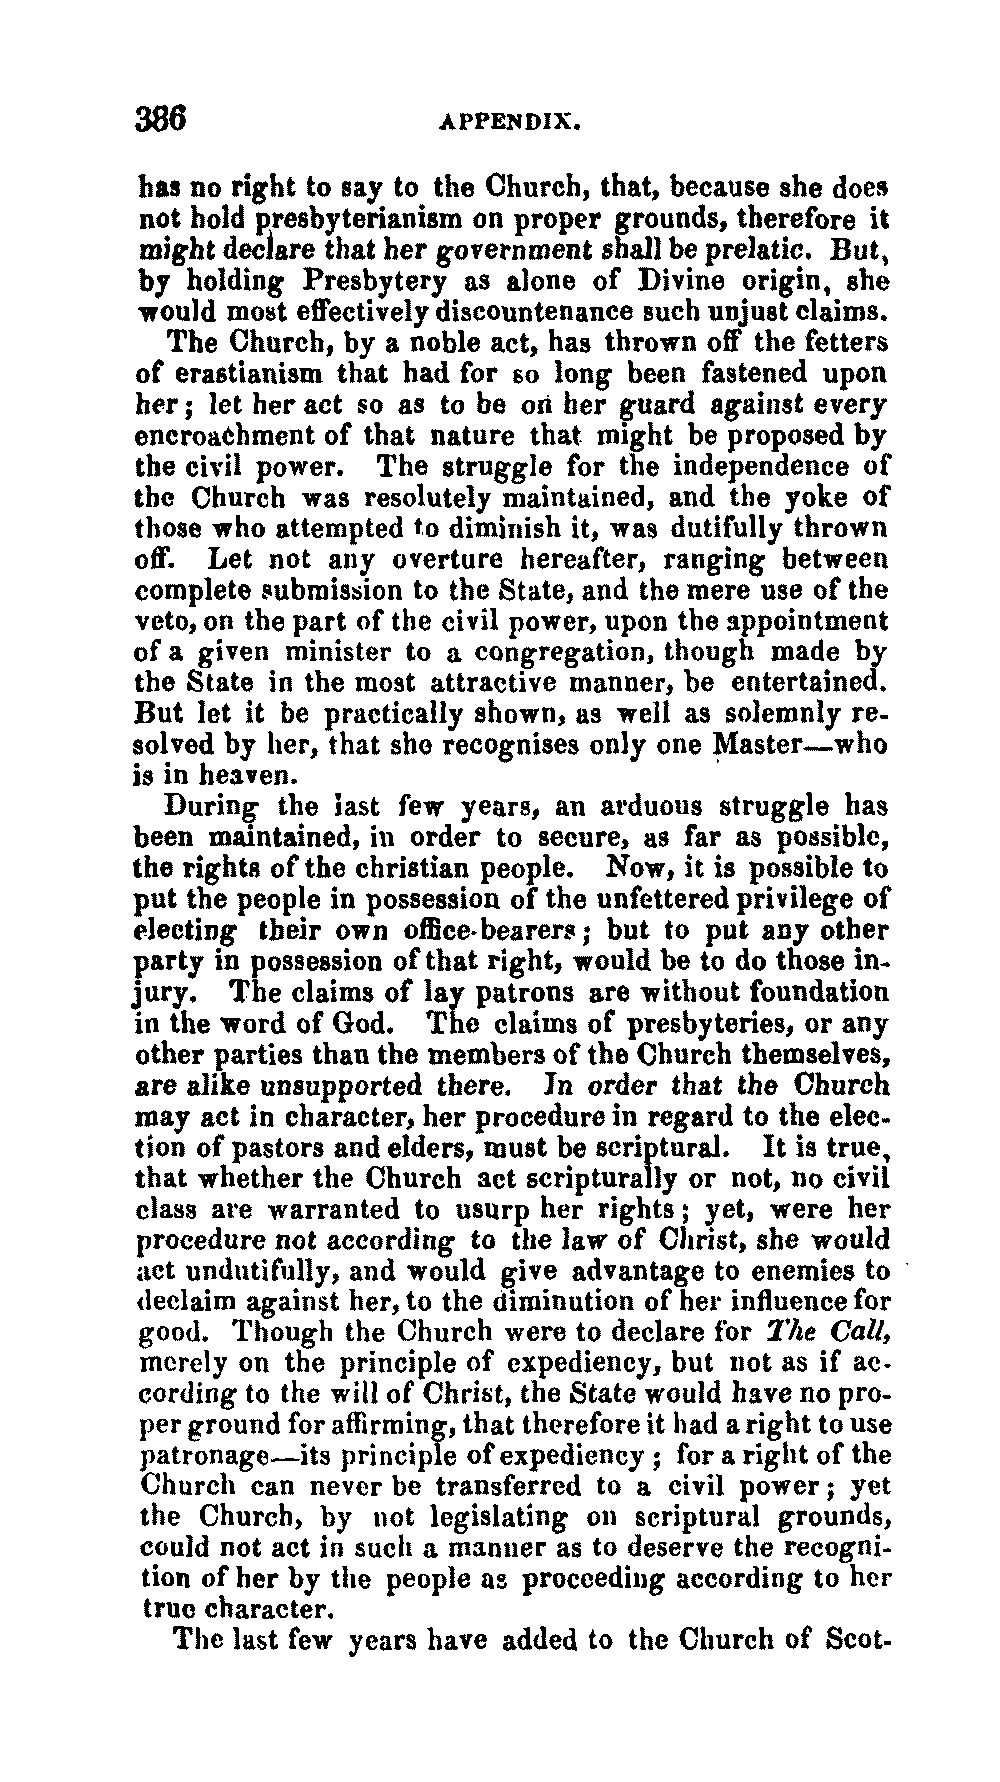 386 APPENDIX.
has no right to say to the Church, that, because she does
not hold presbyterianism on proper grounds, therefore it
might declare that her government shall be prelatic. But,
by holding Presbytery as alone of Divine origin, she
would most effectively discountenance such unjust claims.
The Church, by a noble act, has thrown off the fetters
of erastianism that had for so long been fastened upon
her; let her act so as to be on her guard against every
encroachment of that nature that might be proposed by
the civil power. The struggle for the independence of
the Church was resolutely maintained, and the yoke of
those who attempted to diminish it, was dutifully thrown
off. Let not any overture hereafter, ranging between
complete submission to the State, and the mere use of the
veto, on the part of the civil power, upon the appointment
of a given minister to a congregation, though made by
the State in the most attractive manner, be entertained.
But let it be practically shown, as well as solemnly re-
solved by her, that she recognises only one Master—who
is in heaven.
During the last few years, an arduous struggle has
been maintained, in order to secure, as far as possible,
the rights of the christian people. Now, it is possible to
put the people in possession of the unfettered privilege of
electing their own office-bearers; but to put any other
party in possession of that right, would be to do those in-
jury. The claims of lay patrons are without foundation
in the word of God. The claims of presbyteries, or any
other parties than the members of the Church themselves,
are alike unsupported there. In order that the Church
may act in character, her procedure in regard to the elec-
tion of pastors and elders, must be scriptural. It is true,
that whether the Church act scripturally or not, no civil
class are warranted to usurp her rights; yet, were her
procedure not according to the law of Christ, she would
act undutifully, and would give advantage to enemies to
declaim against her, to the diminution of her influence for
good. Though the Church were to declare for The Call,
merely on the principle of expediency, but not as if ac-
cording to the will of Christ, the State would have no pro-
per ground for affirming, that therefore it had a right to use
patronage—its principle of expediency; for a right of the
Church can never be transferred to a civil power; yet
the Church, by not legislating on scriptural grounds,
could not act in such a manner as to deserve the recogni-
tion of her by the people as proceeding according to her
true character.
The last few years have added to the Church of Scot-